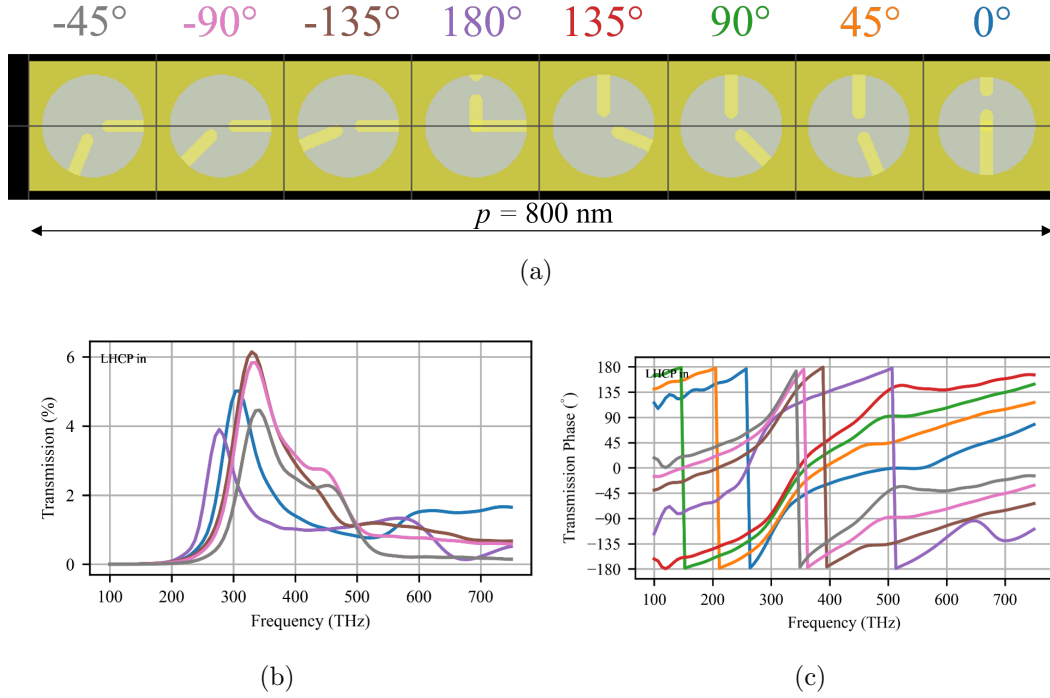 -45° -90° -135° 180° 135° 90° 45° 0°
p = 800 nm
(a)
LHCP in
6
4
2
0
Transmission (%)
100 200 300 400 500 600 700
Frequency (THz)
(b)
LHCP in
180
135
90
45
0
−45
−90
−135
−180
Transmission Phase (°)
100 200 300 400 500 600 700
Frequency (THz)
(c)